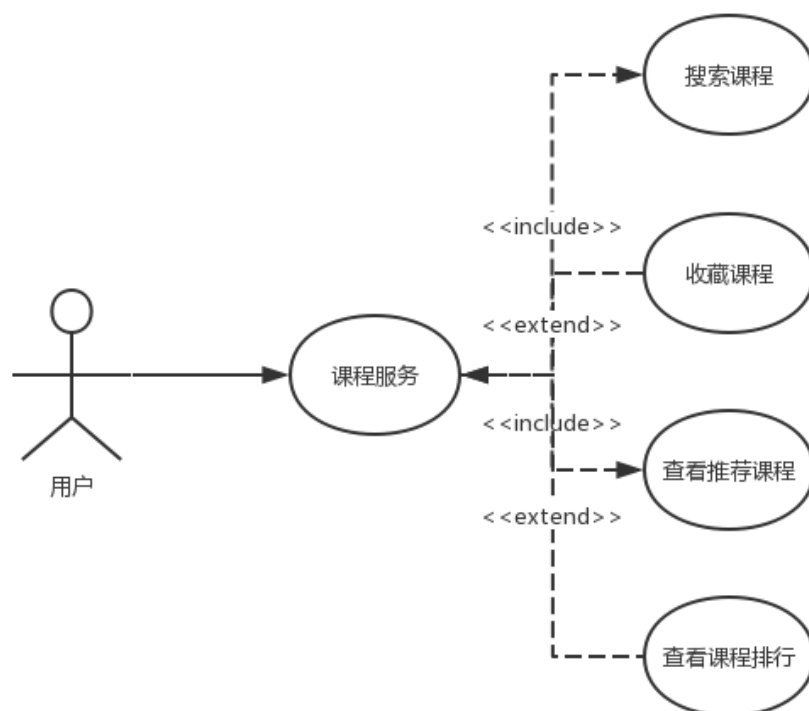 搜索课程
<<include>>
收藏课程
<<extend>>
课程服务
<<include>>
查看推荐课程
用户
<<extend>>
查看课程排行